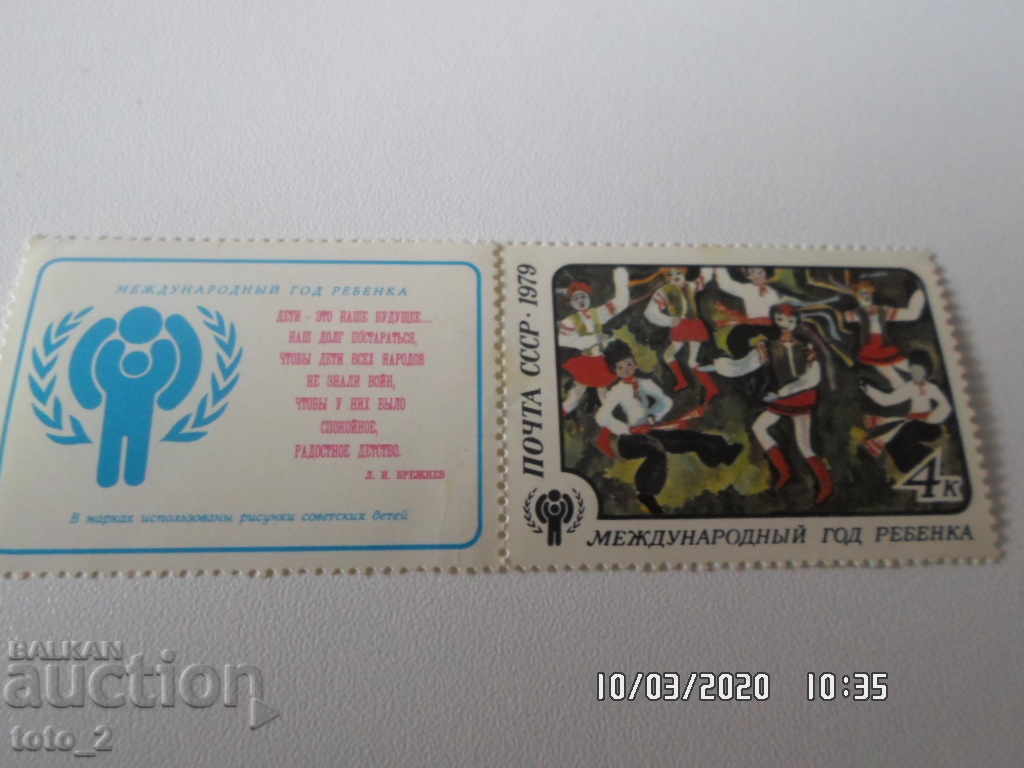 МЕЖДУНАРОДНЫЙ ГОД РЕБЕНКА
ДЕТИ - ЭТО НАШЕ БУДУЩЕЕ...
НАШ ДОЛГ ПОСТАРАТЬСЯ,
ЧТОБЫ ДЕТИ ВСЕХ НАРОДОВ
НЕ ЗНАЛИ ВОЙН,
ЧТОБЫ У НИХ БЫЛО
СПОКОЙНОЕ,
РАДОСТНОЕ ДЕТСТВО.
Л. И. БРЕЖНЕВ
В марках использованы рисунки советских детей
ПОЧТА СССР · 1979
4к
МЕЖДУНАРОДНЫЙ ГОД РЕБЕНКА
BALKAN
auction
toto_2
10/03/2020 10:35